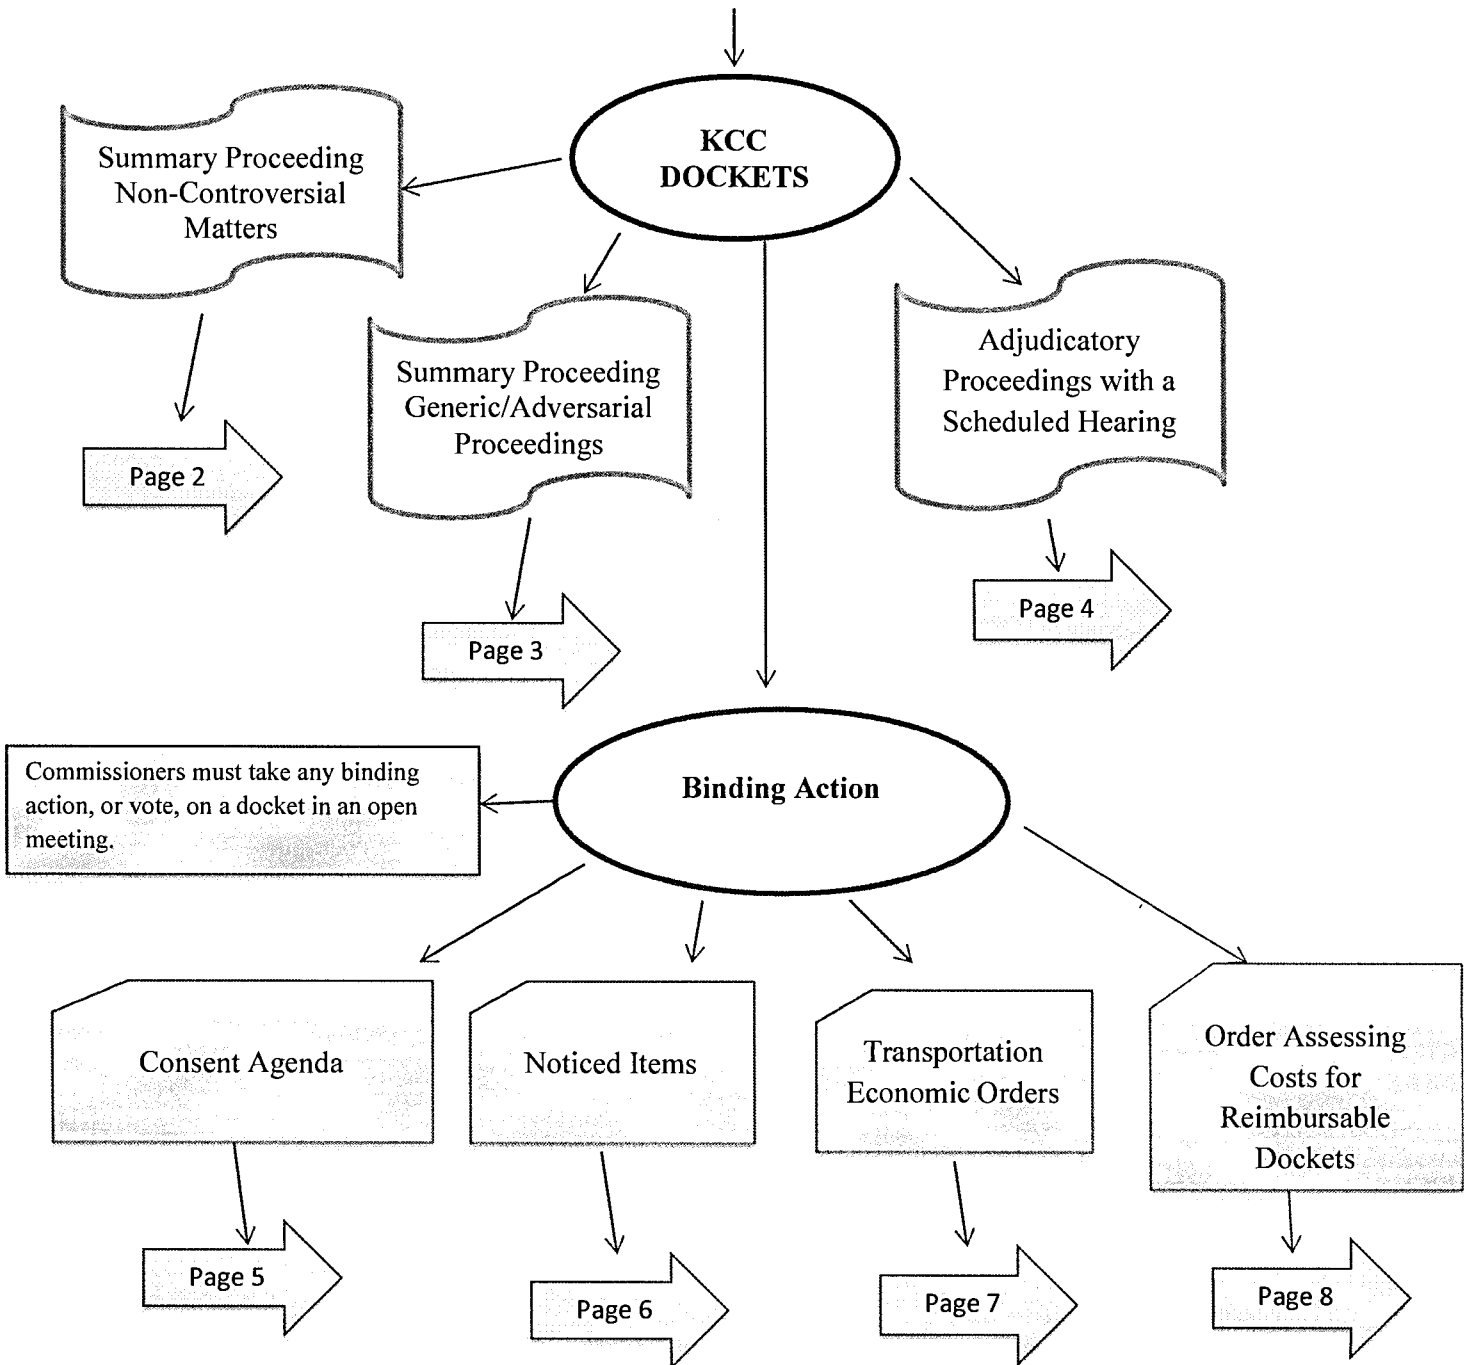 KCC
DOCKETS
Summary Proceeding
Non-Controversial
Matters
Summary Proceeding
Generic/Adversarial
Proceedings
Adjudicatory
Proceedings with a
Scheduled Hearing
Page 2
Page 3
Page 4
Binding Action
Commissioners must take any binding
action, or vote, on a docket in an open
meeting.
Consent Agenda
Noticed Items
Transportation
Economic Orders
Order Assessing
Costs for
Reimbursable
Dockets
Page 5
Page 6
Page 7
Page 8